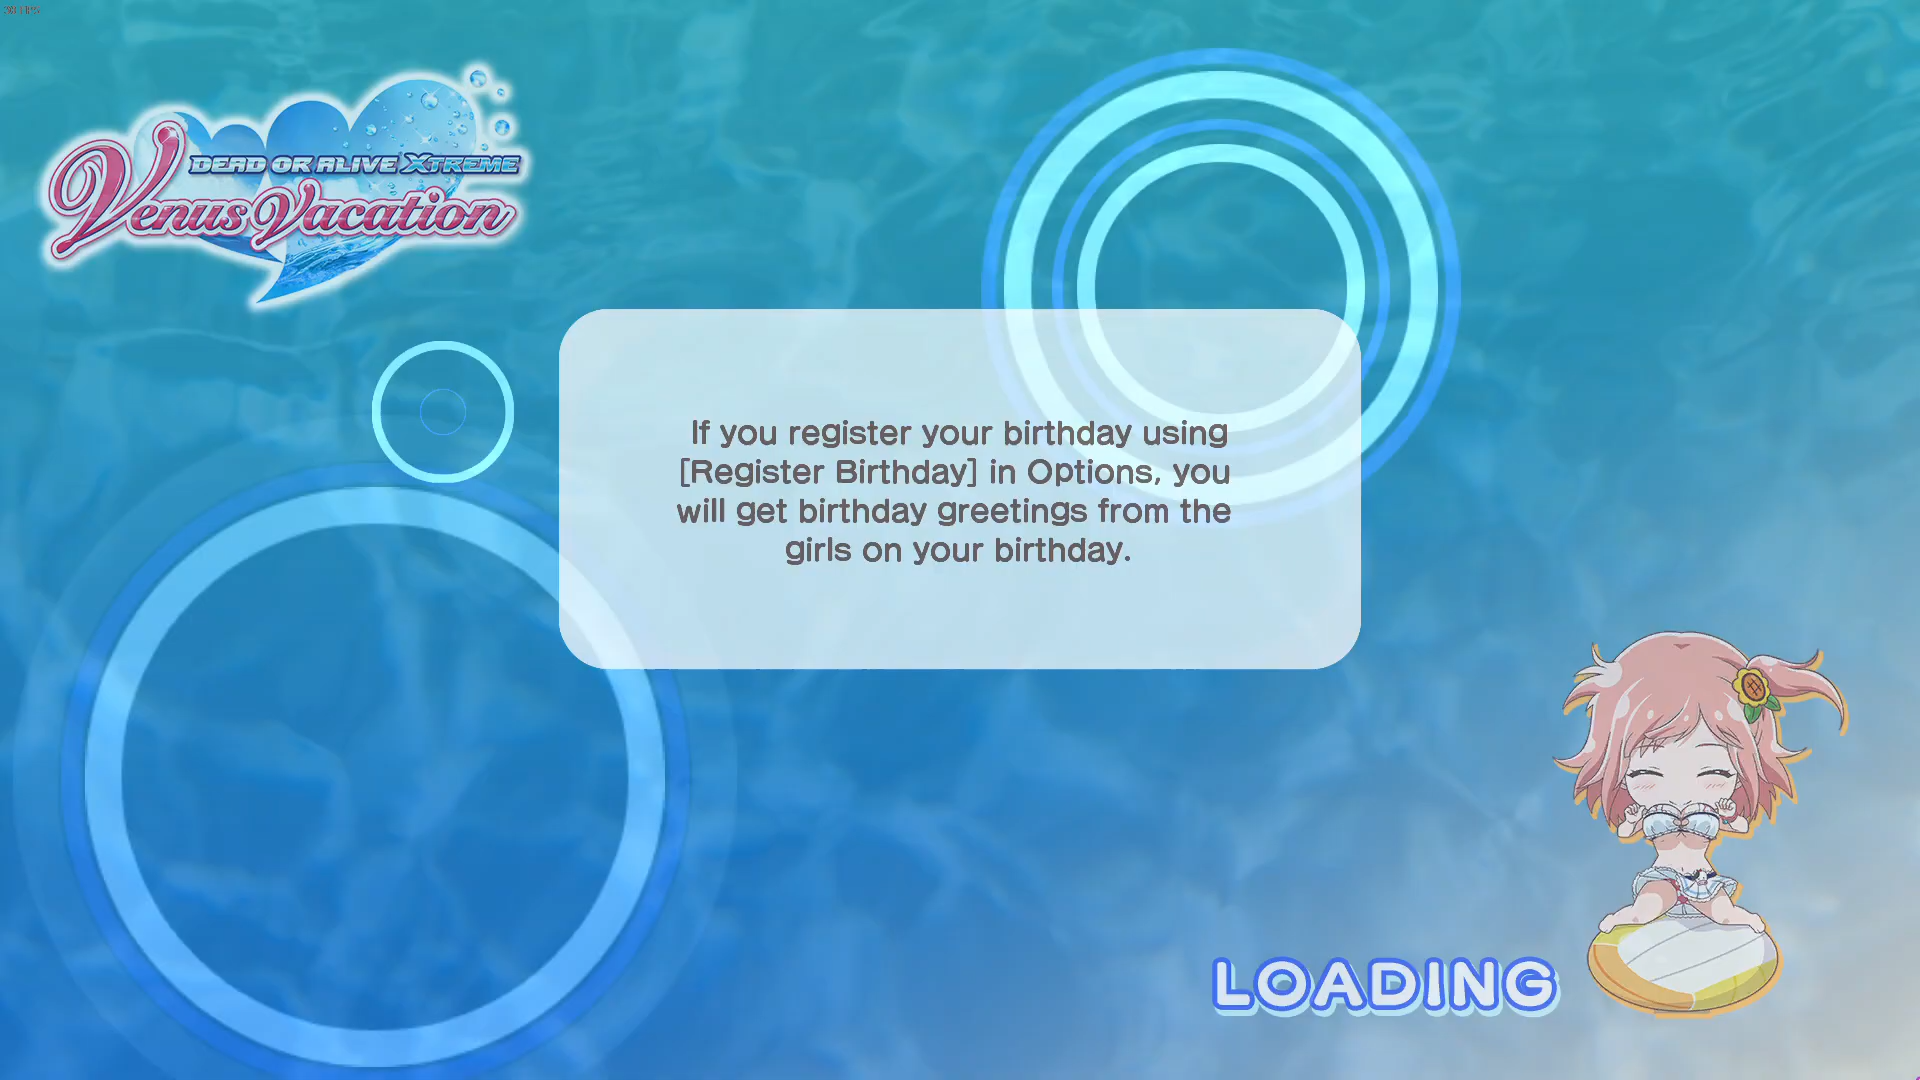 DEAD OR ALIVE XTREME
Venus Vacation
If you register your birthday using
[Register Birthday] in Options, you
will get birthday greetings from the
girls on your birthday.
LOADING